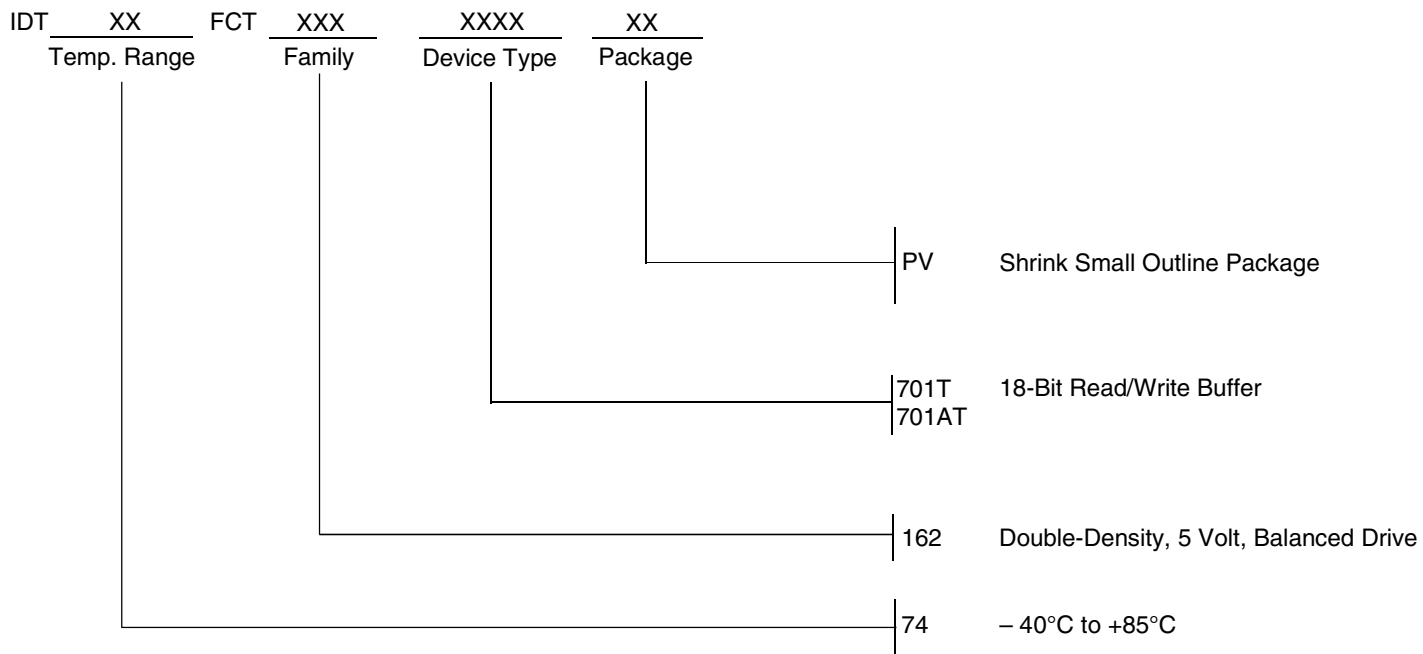 IDT XX FCT XXX XXXX XX
Temp. Range Family Device Type Package
PV Shrink Small Outline Package
701T 18-Bit Read/Write Buffer
701AT
162 Double-Density, 5 Volt, Balanced Drive
74 – 40°C to +85°C